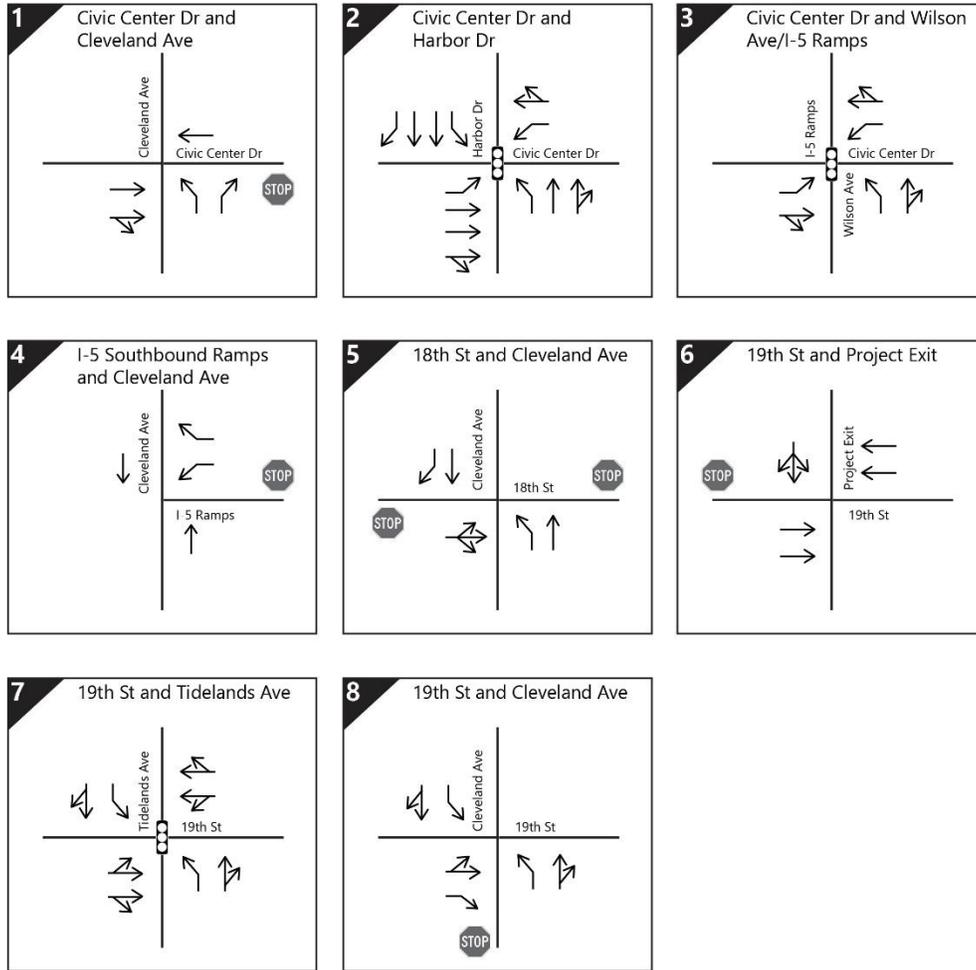 1
Civic Center Dr and
Cleveland Ave
Cleveland Ave
Civic Center Dr
STOP
2
Civic Center Dr and
Harbor Dr
Harbor Dr
Civic Center Dr
3
Civic Center Dr and Wilson
Ave/I-5 Ramps
I-5 Ramps
Civic Center Dr
Wilson Ave
4
I-5 Southbound Ramps
and Cleveland Ave
Cleveland Ave
STOP
I-5 Ramps
5
18th St and Cleveland Ave
Cleveland Ave
STOP
18th St
STOP
6
19th St and Project Exit
STOP
Project Exit
19th St
7
19th St and Tidelands Ave
Tidelands Ave
19th St
8
19th St and Cleveland Ave
Cleveland Ave
19th St
STOP